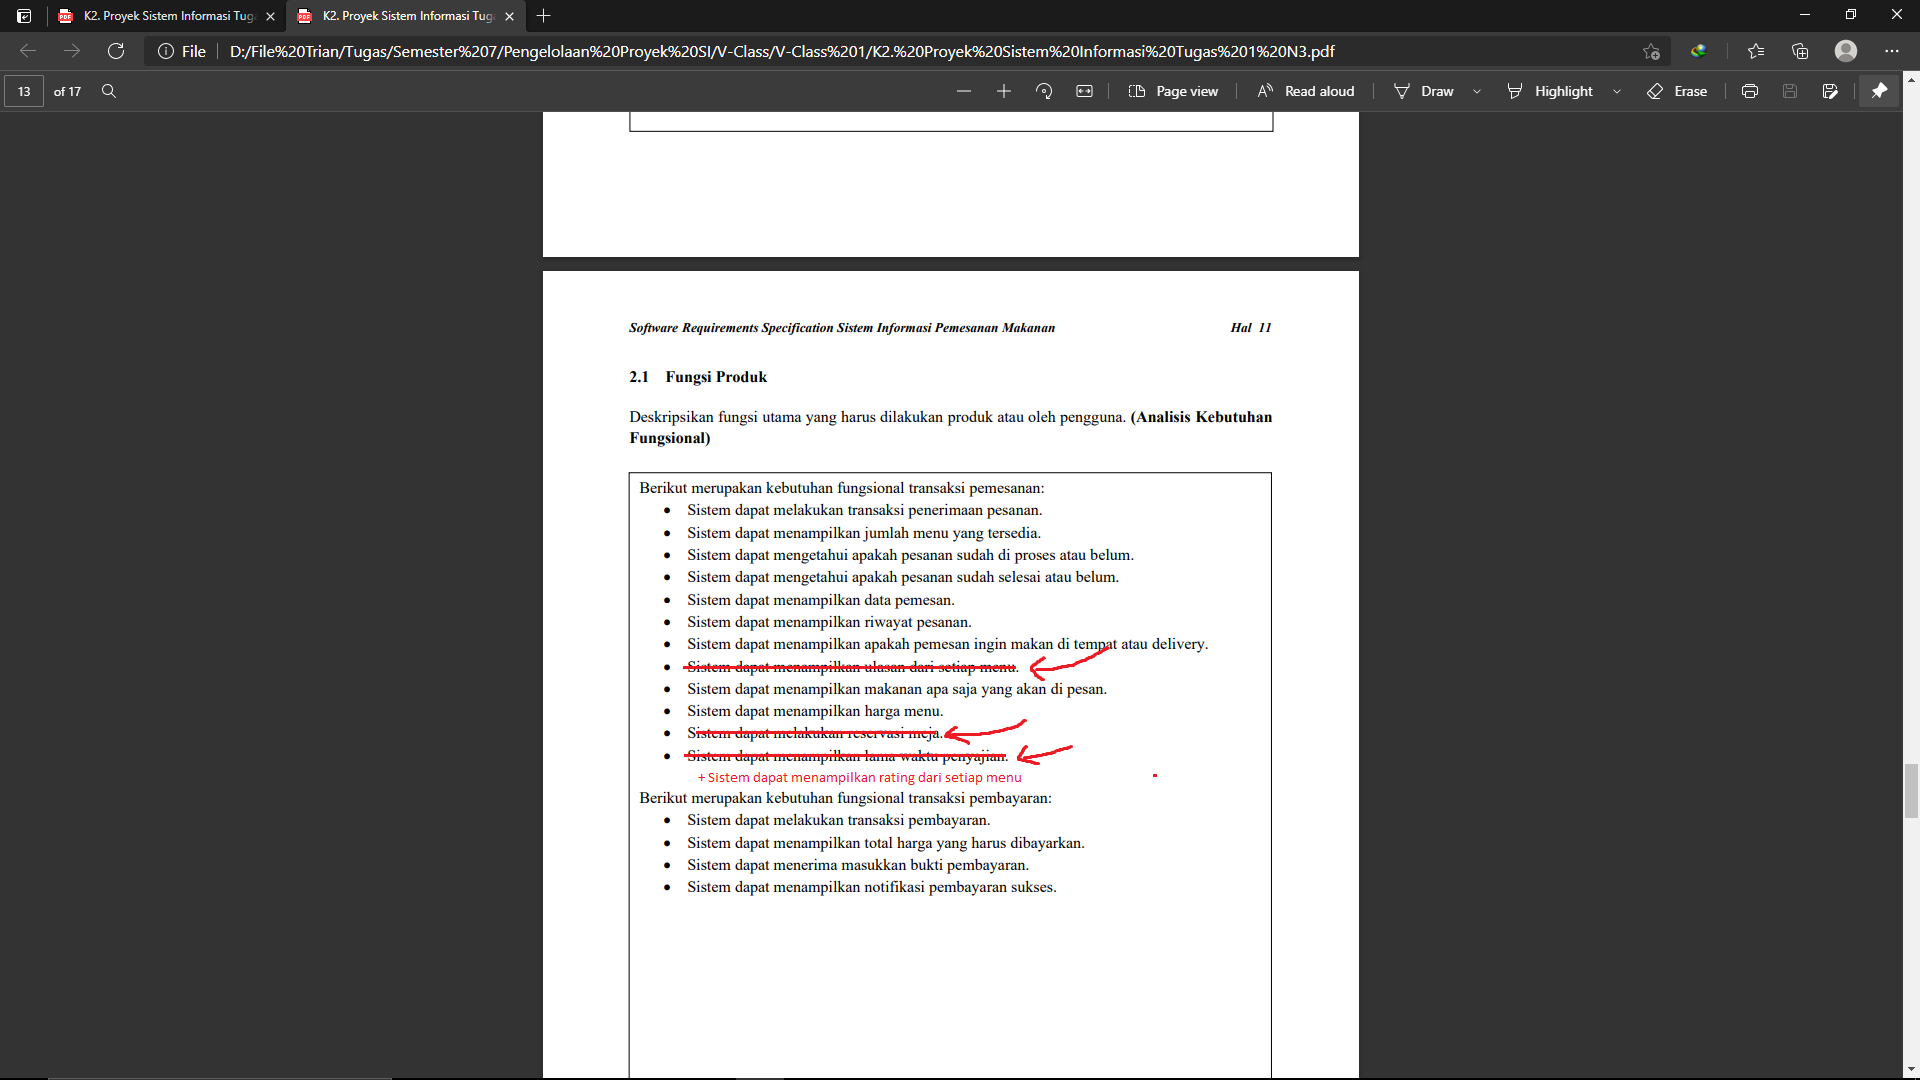 K2. Proyek Sistem Informasi Tug
K2. Proyek Sistem Informasi Tug
File
D:/File%20Trian/Tugas/Semester%207/Pengelolaan%20Proyek%20SI/V-Class/V-Class%201/K2.%20Proyek%20Sistem%20Informasi%20Tugas%201%20N3.pdf
13 of 17
Page view
Read aloud
Draw
Highlight
Erase
Software Requirements Specification Sistem Informasi Pemesanan Makanan Hal 11
2.1 Fungsi Produk
Deskripsikan fungsi utama yang harus dilakukan produk atau oleh pengguna. (Analisis Kebutuhan
Fungsional)
Berikut merupakan kebutuhan fungsional transaksi pemesanan:
• Sistem dapat melakukan transaksi penerimaan pesanan.
• Sistem dapat menampilkan jumlah menu yang tersedia.
• Sistem dapat mengetahui apakah pesanan sudah di proses atau belum.
• Sistem dapat mengetahui apakah pesanan sudah selesai atau belum.
• Sistem dapat menampilkan data pemesan.
• Sistem dapat menampilkan riwayat pesanan.
• Sistem dapat menampilkan apakah pemesan ingin makan di tempat atau delivery.
• Sistem dapat menampilkan ulasan dari setiap menu.
• Sistem dapat menampilkan makanan apa saja yang akan di pesan.
• Sistem dapat menampilkan harga menu.
• Sistem dapat melakukan reservasi meja.
• Sistem dapat menampilkan lama waktu penyajian.
+ Sistem dapat menampilkan rating dari setiap menu
Berikut merupakan kebutuhan fungsional transaksi pembayaran:
• Sistem dapat melakukan transaksi pembayaran.
• Sistem dapat menampilkan total harga yang harus dibayarkan.
• Sistem dapat menerima masukkan bukti pembayaran.
• Sistem dapat menampilkan notifikasi pembayaran sukses.